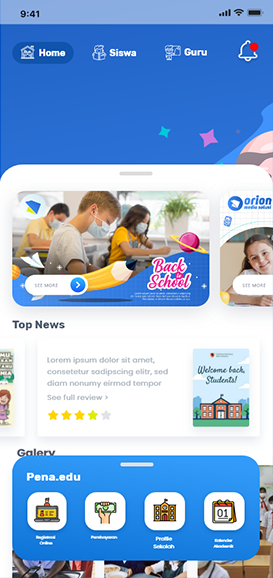 9:41
Home
Siswa
Guru
SEE MORE
Back to
School
orion
SEE MORE
Top News
Lorem ipsum dolor sit amet,
consetetur sadipscing elitr, sed
diam nonumy eirmod tempor
See full review >
Welcome back,
Students!
Galery
Pena.edu
Registrasi
Online
Pembayaran
Profile
Sekolah
01
Kalender
Akademik